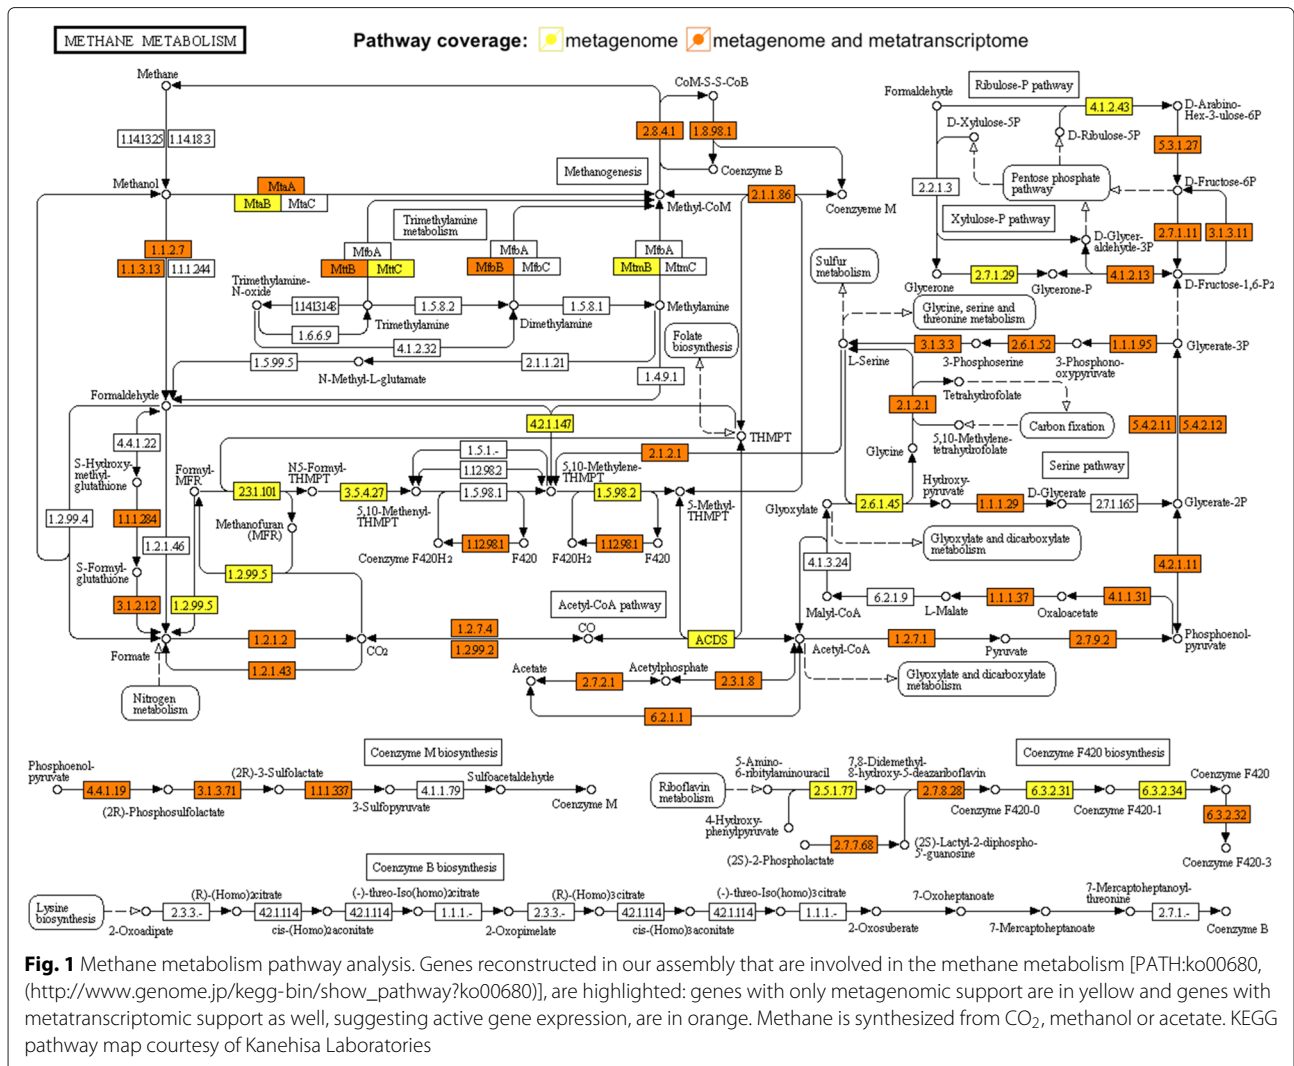 METHANE METABOLISM
Pathway coverage: metagenome metagenome and metatranscriptome
Methane
CoM-S-S-CoB
Formaldehyde
Ribulose-P pathway
4.1.2.43
D-Arabino-
Hex-3-ulose-6P
D-Xylulose-5P
D-Ribulose-5P
1.14.13.25
1.14.18.3
2.8.4.1
1.8.98.1
5.3.1.27
Coenzyme B
Methanogenesis
Methanol
MtaA
MtaB
MtaC
2.1.1.86
Methyl-CoM
Coenzyeme M
2.2.1.3
Pentose phosphate
pathway
D-Fructose-6P
Xylulose-P pathway
Trimethylamine
metabolism
D-Glycer-
aldehyde-3P
2.7.1.11
3.1.3.11
1.1.2.7
1.1.3.13
1.1.1.244
MtbA
MttB
MttC
MtbA
MtbB
MtbC
MtbA
MtmB
MtmC
Sulfur
metabolism
2.7.1.29
4.1.2.13
Glycerone
Glycerone-P
D-Fructose-1,6-P2
Trimethylamine-
N-oxide
1.14.13.148
1.5.8.2
1.5.8.1
Methylamine
Trimethylamine
Dimethylamine
1.6.6.9
4.1.2.32
Glycine, serine and
threonine metabolism
Folate
biosynthesis
3.1.3.3
2.6.1.52
1.1.1.95
Glycerate-3P
L-Serine
3-Phosphoserine
3-Phosphono-
oxypyruvate
1.5.99.5
2.1.1.21
N-Methyl-L-glutamate
1.4.9.1
Tetrahydrofolate
Formaldehyde
2.1.2.1
4.2.1.147
Carbon fixation
5.4.2.11
5.4.2.12
4.4.1.22
THMPT
5,10-Methylene-
tetrahydrofolate
Glycine
1.5.1.-
2.1.2.1
Serine pathway
S-Hydroxy-
methyl-
glutathione
Formyl-
MFR
N5-Formyl-
THMPT
1.12.98.2
5,10-Methylene-
THMPT
2.3.1.101
3.5.4.27
1.5.98.1
1.5.98.2
Hydroxy-
pyruvate
D-Glycerate
5,10-Methenyl-
THMPT
5-Methyl-
THMPT
Glyoxylate
2.6.1.45
1.1.1.29
2.7.1.165
Glycerate-2P
1.2.99.4
1.1.1.284
Methanofuran
(MFR)
1.2.1.46
1.12.98.1
1.12.98.1
Coenzyme F420H2
F420
F420H2
F420
Glyoxylate and dicarboxylate
metabolism
S-Formyl-
glutathione
1.2.99.5
4.1.3.24
4.2.1.11
3.1.2.12
1.2.99.5
6.2.1.9
1.1.1.37
4.1.1.31
Malyl-CoA
L-Malate
Oxaloacetate
Acetyl-CoA pathway
1.2.1.2
1.2.7.4
1.2.99.2
CO
ACDS
1.2.7.1
2.7.9.2
Phosphoenol-
pyruvate
Formate
CO2
Acetyl-CoA
Pyruvate
1.2.1.43
Acetate
Acetylphosphate
2.7.2.1
2.3.1.8
Glyoxylate and dicarboxylate
metabolism
Nitrogen
metabolism
6.2.1.1
Coenzyme M biosynthesis
Phosphoenol-
pyruvate
(2R)-3-Sulfolactate
Sulfoacetaldehyde
4.4.1.19
3.1.3.71
1.1.1.337
4.1.1.79
(2R)-Phosphosulfolactate
3-Sulfopyruvate
Coenzyme M
Coenzyme F420 biosynthesis
5-Amino-
6-ribitylaminouracil
7,8-Didemethyl-
8-hydroxy-5-deazariboflavin
Coenzyme F420
Riboflavin
metabolism
2.5.1.77
2.7.8.28
6.3.2.31
6.3.2.34
Coenzyme F420-0
Coenzyme F420-1
6.3.2.32
4-Hydroxy-
phenylpyruvate
2.7.7.68
(2S)-2-Phospholactate
(2S)-Lactyl-2-diphospho-
5'-guanosine
Coenzyme F420-3
Coenzyme B biosynthesis
(R)-(Homo)2citrate
(-)-threo-Iso(homo)2citrate
(R)-(Homo)3citrate
(-)-threo-Iso(homo)3citrate
7-Oxoheptanoate
7-Mercaptoheptanoyl-
threonine
Lysine
biosynthesis
2.3.3.-
4.2.1.114
4.2.1.114
1.1.1.-
2.3.3.-
4.2.1.114
4.2.1.114
1.1.1.-
2.7.1.-
2-Oxoadipate
cis-(Homo)2aconitate
2-Oxopimelate
cis-(Homo)3aconitate
2-Oxosuberate
7-Mercaptoheptanoate
Coenzyme B
Fig. 1 Methane metabolism pathway analysis. Genes reconstructed in our assembly that are involved in the methane metabolism [PATH:ko00680,
(http://www.genome.jp/kegg-bin/show_pathway?ko00680)], are highlighted: genes with only metagenomic support are in yellow and genes with
metatranscriptomic support as well, suggesting active gene expression, are in orange. Methane is synthesized from CO2, methanol or acetate. KEGG
pathway map courtesy of Kanehisa Laboratories